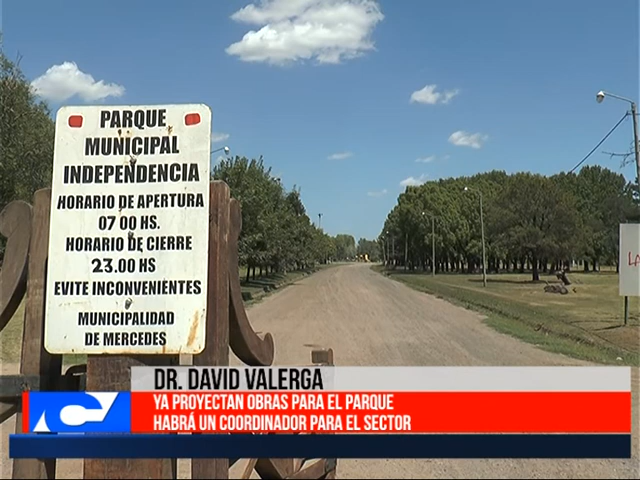 PARQUE
MUNICIPAL
INDEPENDENCIA
HORARIO DE APERTURA
07 00 HS.
HORARIO DE CIERRE
23.00 HS
EVITE INCONVENIENTES
MUNICIPALIDAD
DE MERCEDES
LA
DR. DAVID VALERGA
YA PROYECTAN OBRAS PARA EL PARQUE
HABRÁ UN COORDINADOR PARA EL SECTOR